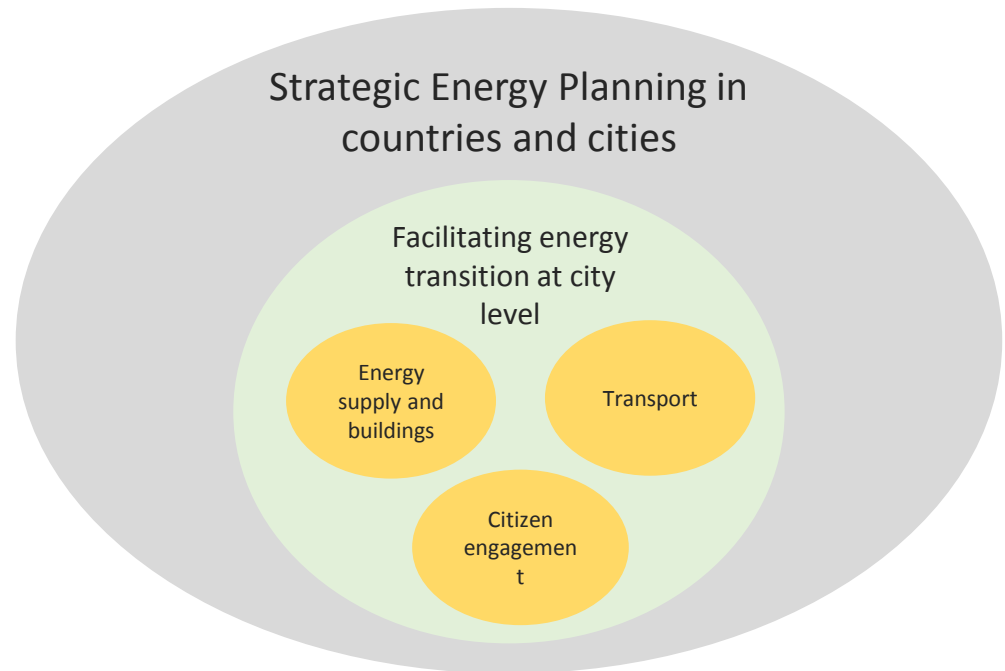 Strategic Energy Planning in
countries and cities
Facilitating energy
transition at city
level
Energy
supply and
buildings
Transport
Citizen
engagemen
t